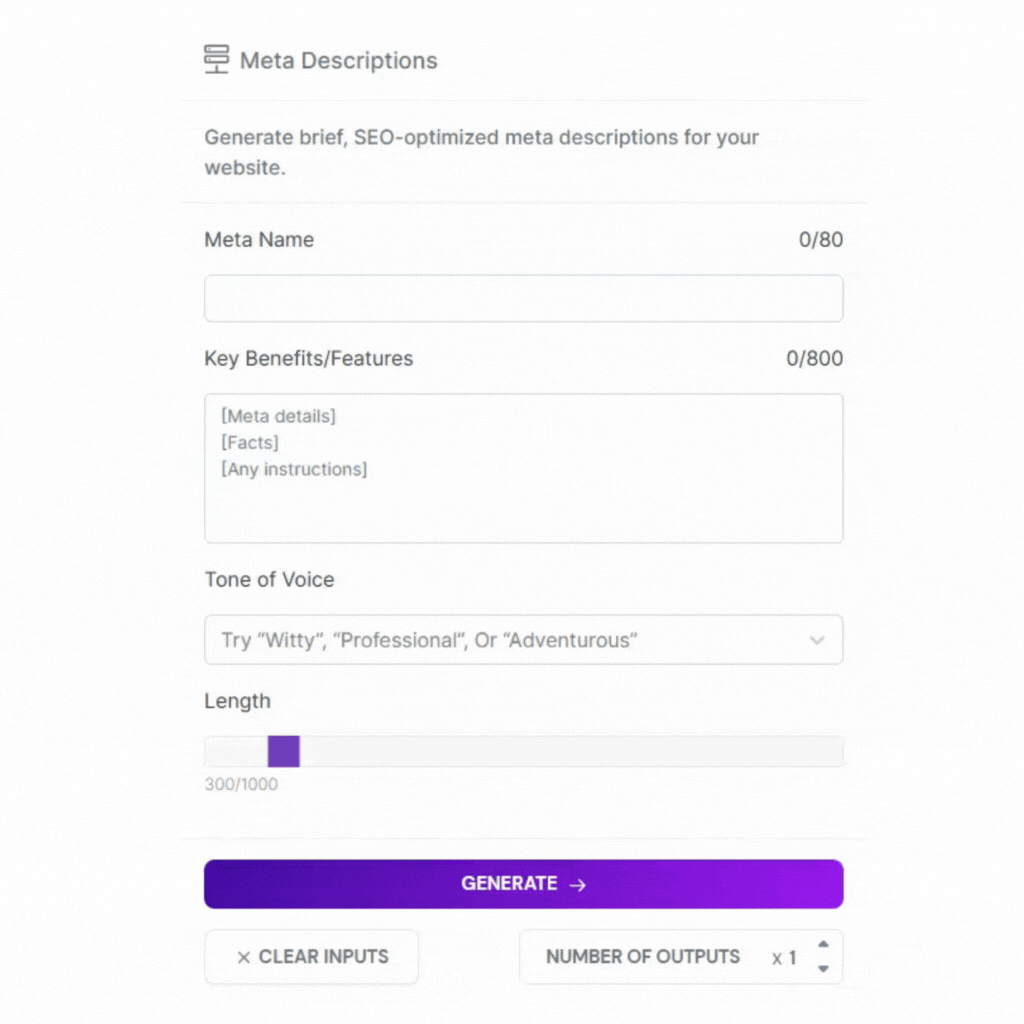 Meta Descriptions
Generate brief, SEO-optimized meta descriptions for your
website.
Meta Name 0/80
Key Benefits/Features 0/800
[Meta details]
[Facts]
[Any instructions]
Tone of Voice
Try “Witty”, “Professional”, Or “Adventurous”
Length
300/1000
GENERATE →
× CLEAR INPUTS NUMBER OF OUTPUTS x 1